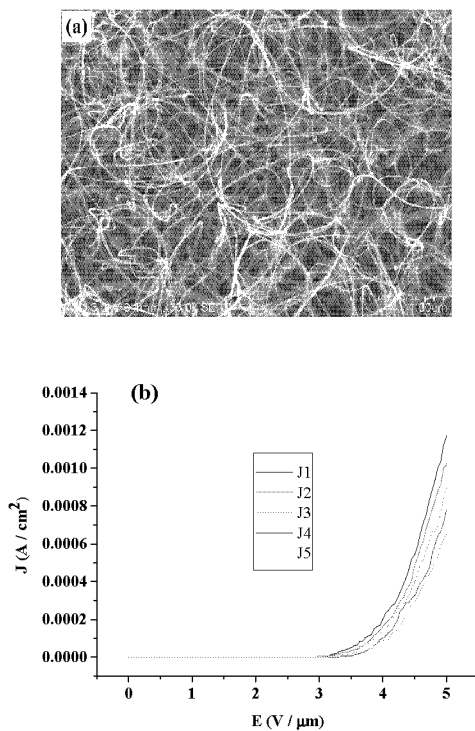 (a)
(b)
0.0014
0.0012
0.0010
0.0008
0.0006
0.0004
0.0002
0.0000
J (A / cm²)
J1
J2
J3
J4
J5
0 1 2 3 4 5
E (V / μm)